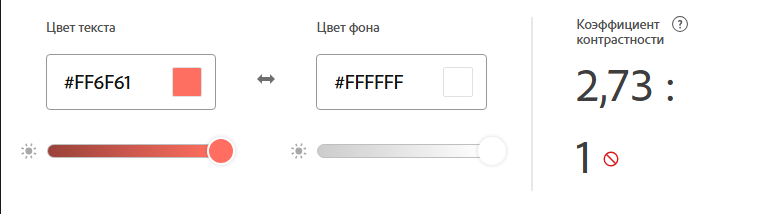 Цвет текста
#FF6F61
Цвет фона
#FFFFFF
Коэффициент ?
контрастности
2,73 :
1